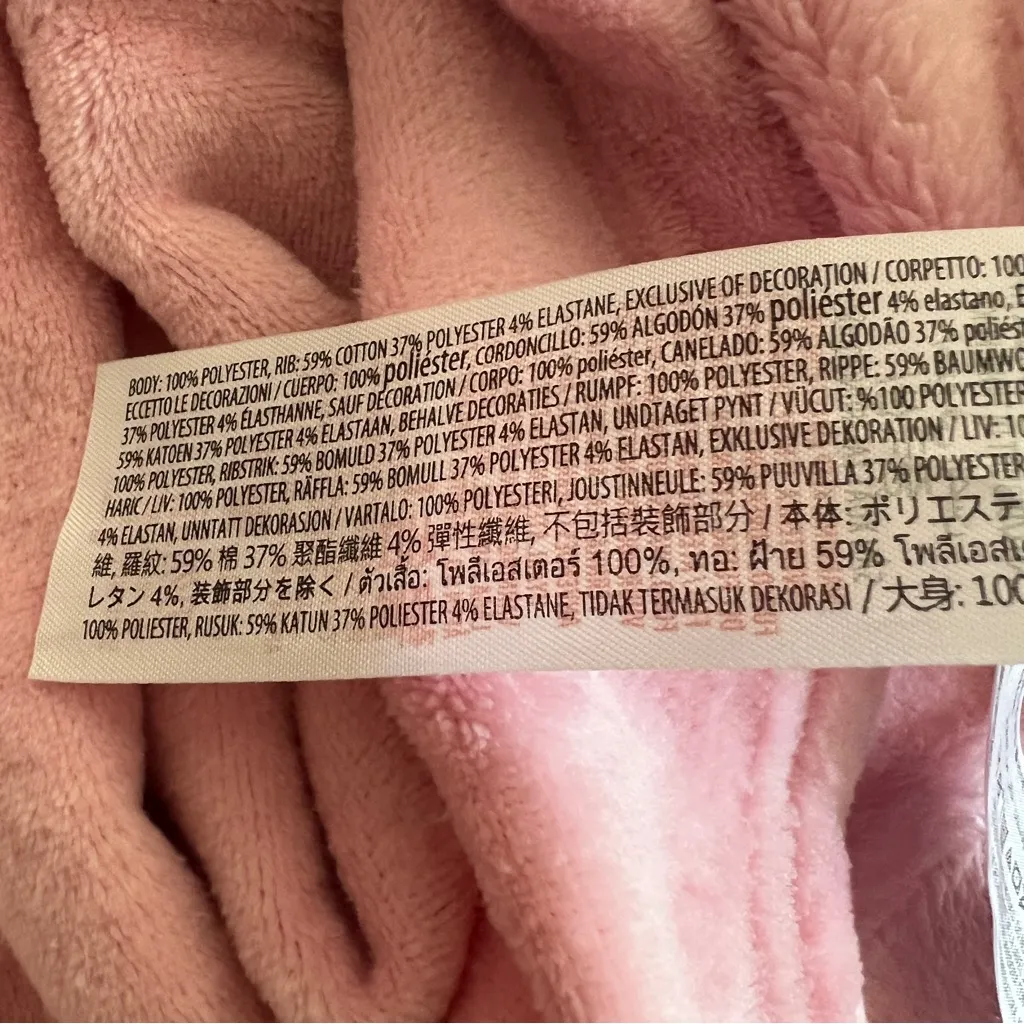 BODY: 100% POLYESTER, RIB: 59% COTTON 37% POLYESTER 4% ELASTANE, EXCLUSIVE OF DECORATION / CORPETTO: 100
ECCETTO LE DECORAZIONI / CUERPO: 100% poliéster, CORDONCILLO: 59% ALGODÓN 37% poliéster 4% elastano, E
37% POLYESTER 4% ÉLASTHANNE, SAUF DÉCORATION / CORPO: 100% poliéster, CANELADO: 59% ALGODÃO 37% poliést
59% KATOEN 37% POLYESTER 4% ELASTAAN, BEHALVE DECORATIES / RUMPF: 100% POLYESTER, RIPPE: 59% BAUMWO
100% POLYESTER, RIBSTRIK: 59% BOMULD 37% POLYESTER 4% ELASTAN, UNDTAGET PYNT / VÜCUT: %100 POLYESTER
HARIC / LIV: 100% POLYESTER, RÄFFLA: 59% BOMULL 37% POLYESTER 4% ELASTAN, EXKLUSIVE DEKORATION / LIV: 10
4% ELASTAN, UNNTATT DEKORASJON / VARTALO: 100% POLYESTERI, JOUSTINNEULE: 59% PUUVILLA 37% POLYESTER
維, 羅紋: 59% 棉 37% 聚酯纖維 4% 彈性纖維, 不包括裝飾部分 / 本体: ポリエステ
レタン 4%, 装飾部分を除く / ตัวเสื้อ: โพลีเอสเตอร์ 100%, ทอ: ฝ้าย 59% โพลีเอสเ
100% POLIESTER, RUSUK: 59% KATUN 37% POLIESTER 4% ELASTANE, TIDAK TERMASUK DEKORASI / 大身: 100